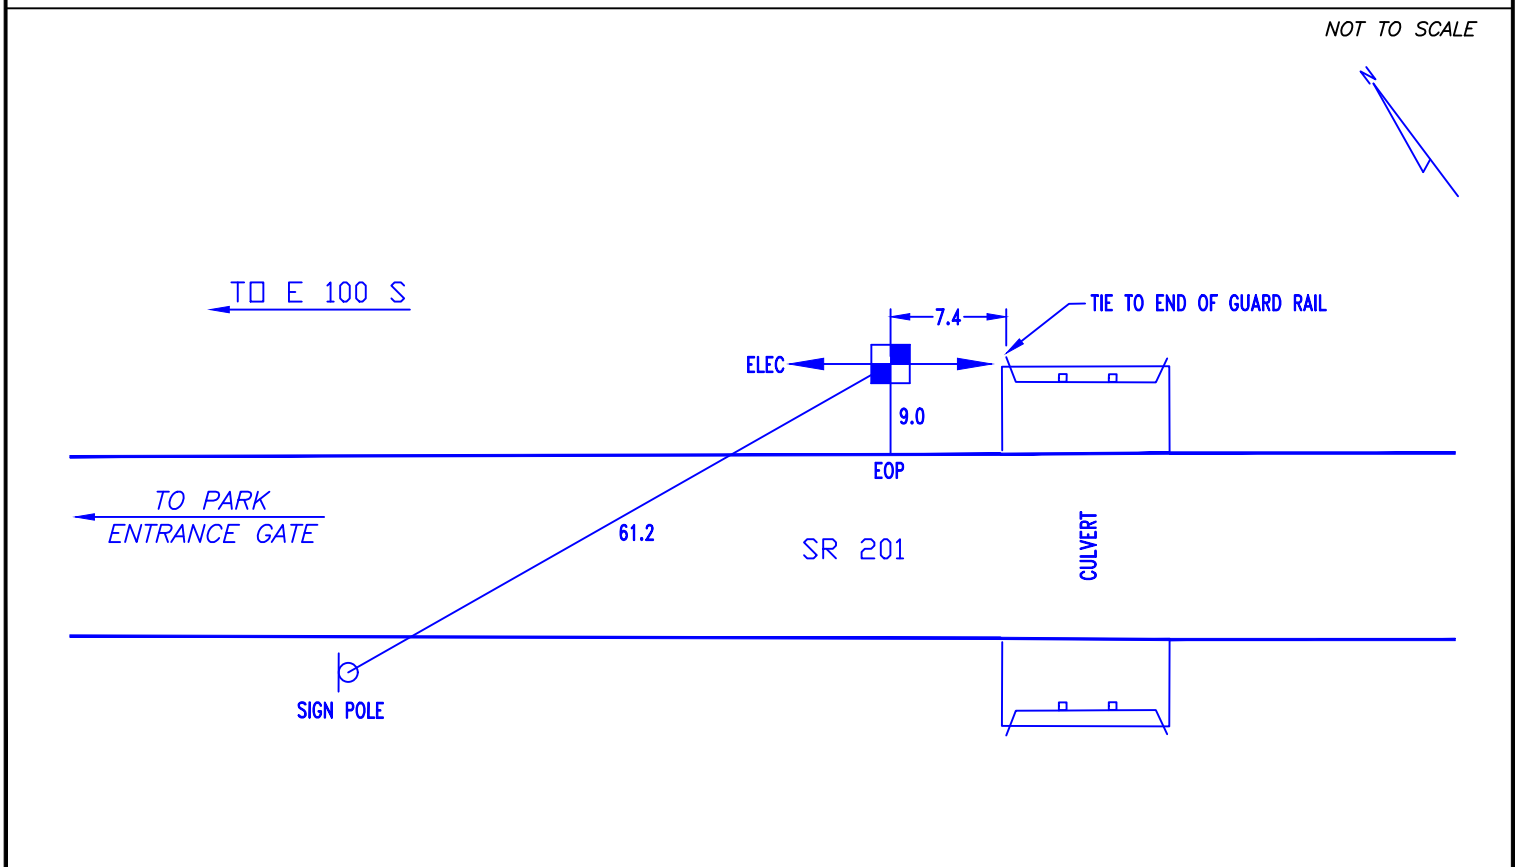 NOT TO SCALE
N
TO E 100 S
TIE TO END OF GUARD RAIL
7.4
ELEC
9.0
EOP
TO PARK
ENTRANCE GATE
61.2
SR 201
CULVERT
SIGN POLE